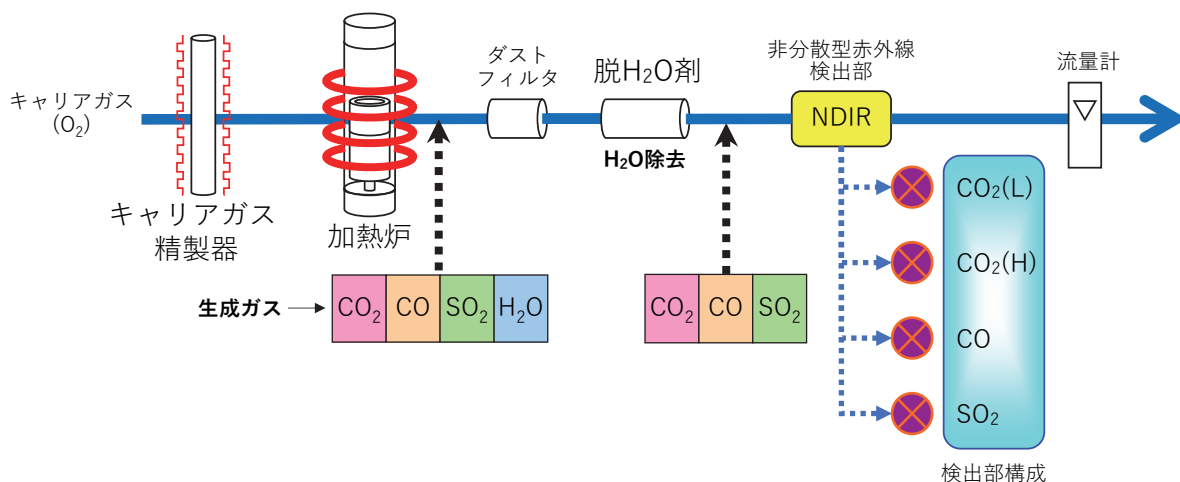 キャリアガス
(O₂)
キャリアガス
精製器
加熱炉
ダスト
フィルタ
脱H₂O剤
H₂O除去
非分散型赤外線
検出部
NDIR
流量計
生成ガス
CO₂ CO SO₂ H₂O
CO₂ CO SO₂
CO₂(L)
CO₂(H)
CO
SO₂
検出部構成